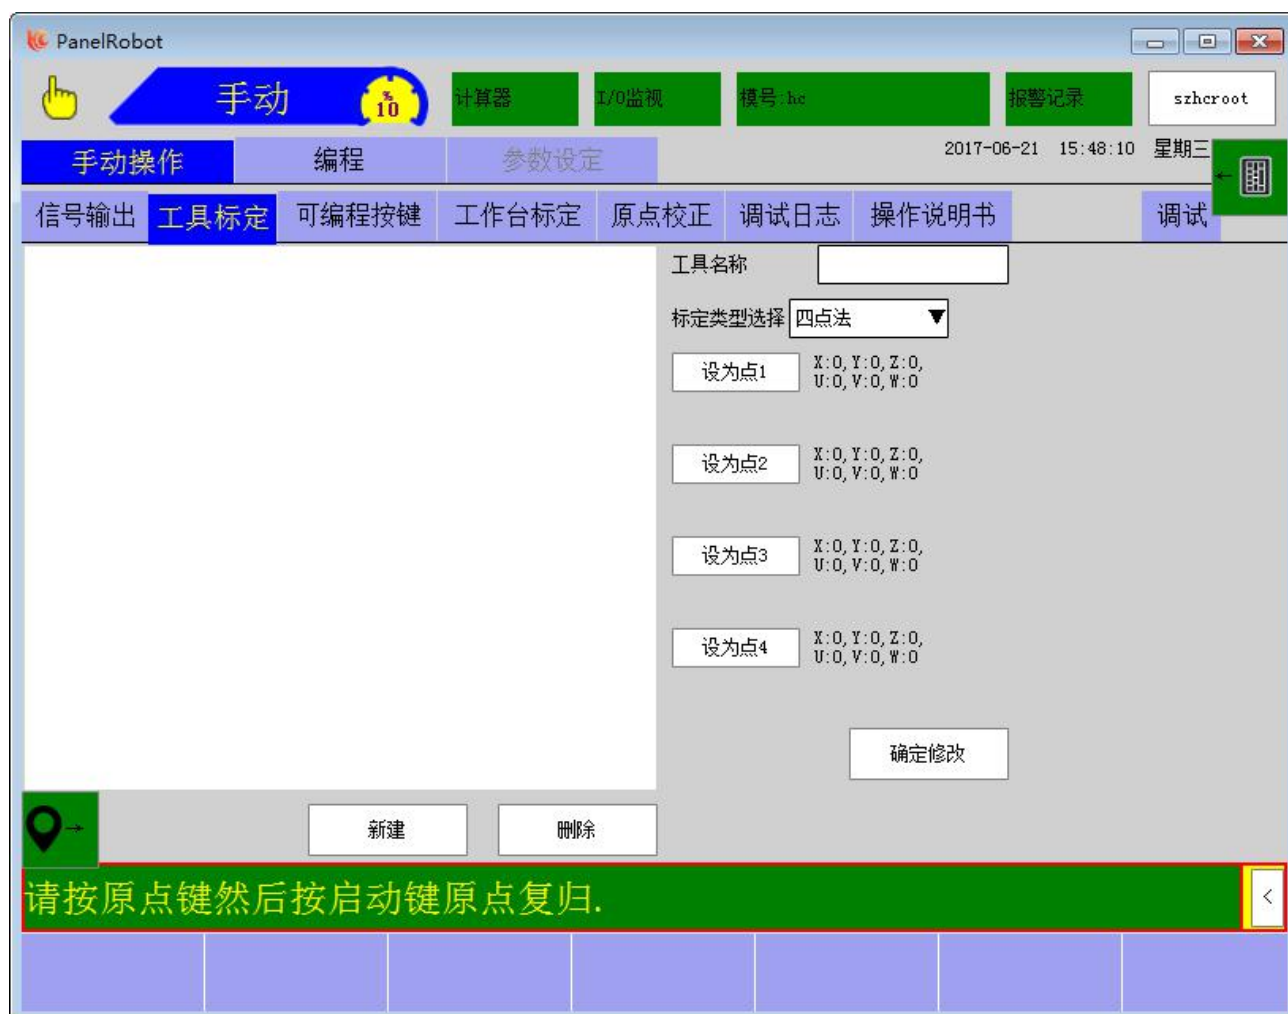 PanelRobot
手动
%
10
计算器
I/O监视
模号:hc
报警记录
szhcroot
手动操作
编程
参数设定
2017-06-21 15:48:10 星期三
信号输出
工具标定
可编程按键
工作台标定
原点校正
调试日志
操作说明书
调试
工具名称
标定类型选择 四点法
设为点1
X:0,Y:0,Z:0,
U:0,V:0,W:0
设为点2
X:0,Y:0,Z:0,
U:0,V:0,W:0
设为点3
X:0,Y:0,Z:0,
U:0,V:0,W:0
设为点4
X:0,Y:0,Z:0,
U:0,V:0,W:0
确定修改
新建
删除
请按原点键然后按启动键原点复归.
<